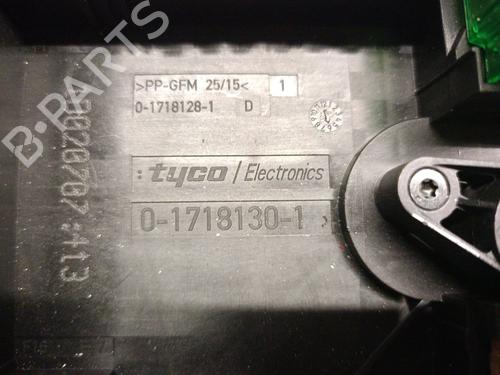 >PP-GFM 25/15< 1
0-1718128-1 D
:tyco / Electronics
0-1718130-1
B-PARTS